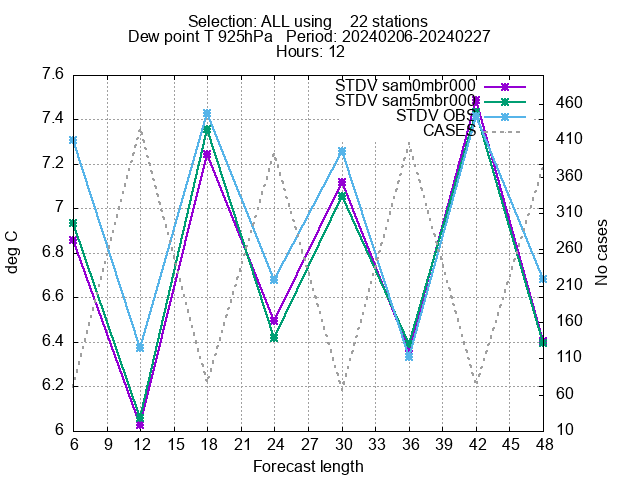 Selection: ALL using 22 stations
Dew point T 925hPa Period: 20240206-20240227
Hours: 12
STDV sam0mbr000
STDV sam5mbr000
STDV OBS
CASES
7.6
7.4
7.2
7
6.8
6.6
6.4
6.2
6
460
410
360
310
260
210
160
110
60
10
deg C
No cases
6 9 12 15 18 21 24 27 30 33 36 39 42 45 48
Forecast length